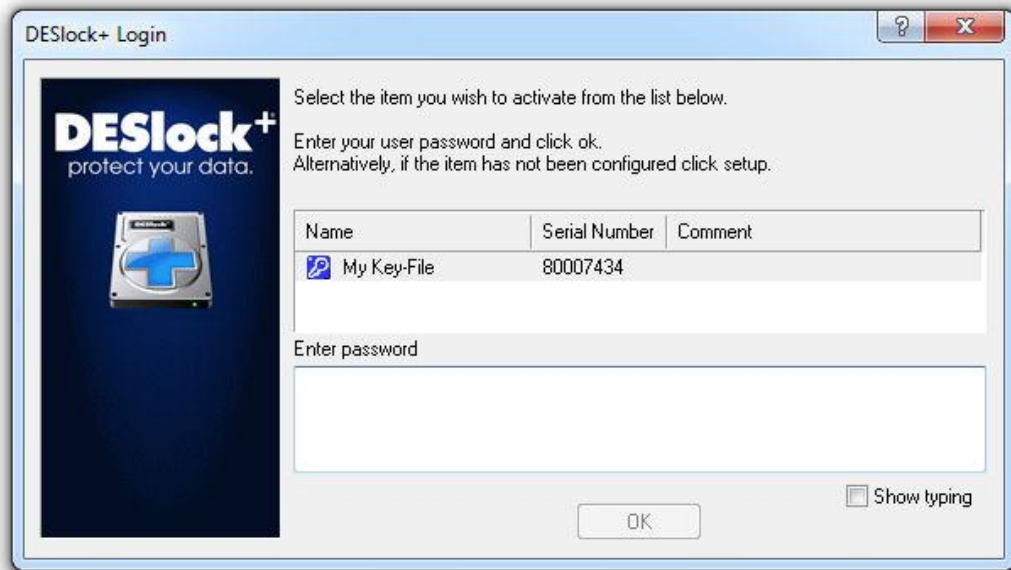 DESlock+ Login
DESlock+
protect your data.
Select the item you wish to activate from the list below.
Enter your user password and click ok.
Alternatively, if the item has not been configured click setup.
Name Serial Number Comment
My Key-File 80007434
Enter password
Show typing
OK